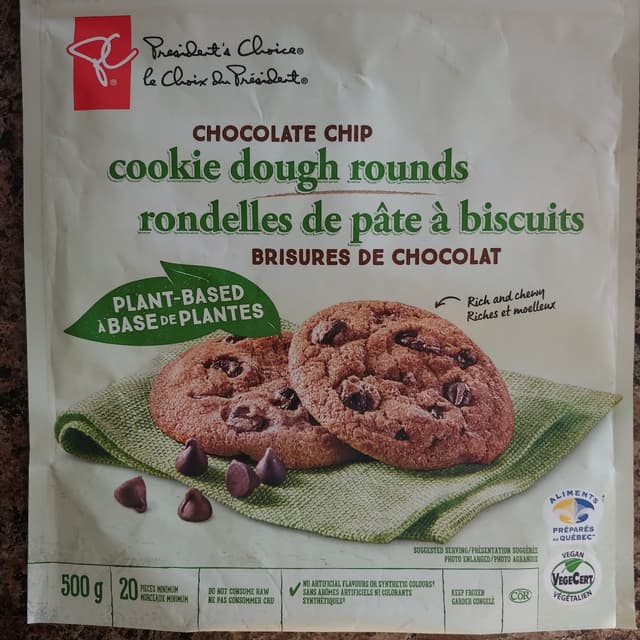 President's Choice®
le Choix du Président®
CHOCOLATE CHIP
cookie dough rounds
rondelles de pâte à biscuits
BRISURES DE CHOCOLAT
PLANT-BASED
À BASE DE PLANTES
Rich and chewy
Riches et moelleux
ALIMENTS
PRÉPARÉS
AU QUÉBEC
SUGGESTED SERVING/PRÉSENTATION SUGGÉRÉE
PHOTO ENLARGED/PHOTO AGRANDIE
VEGAN
VEGECERT
VÉGÉTALIEN
500 g
20 PIECES MINIMUM
MORCEAUX MINIMUM
DO NOT CONSUME RAW
NE PAS CONSOMMER CRU
NO ARTIFICIAL FLAVOURS OR SYNTHETIC COLOURS†
SANS ARÔMES ARTIFICIELS NI COLORANTS
SYNTHÉTIQUES†
KEEP FROZEN
GARDER CONGELÉ
COR